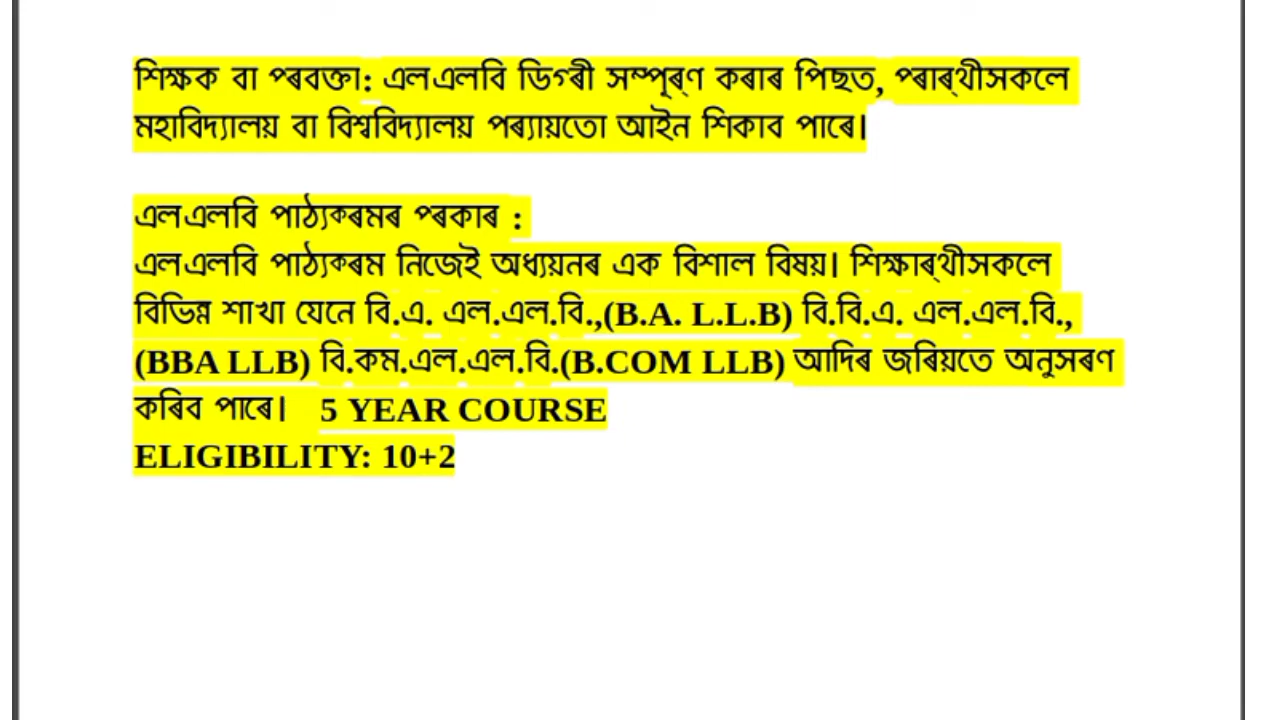 শিক্ষক বা প্ৰবক্তা: এলএলবি ডিগ্ৰী সম্পূৰ্ণ কৰাৰ পিছত, প্ৰাৰ্থীসকলে
মহাবিদ্যালয় বা বিশ্ববিদ্যালয় পৰ্যায়তো আইন শিকাব পাৰে।
এলএলবি পাঠ্যক্ৰমৰ প্ৰকাৰ :
এলএলবি পাঠ্যক্ৰম নিজেই অধ্যয়নৰ এক বিশাল বিষয়। শিক্ষাৰ্থীসকলে
বিভিন্ন শাখা যেনে বি.এ. এল.এল.বি.,(B.A. L.L.B) বি.বি.এ. এল.এল.বি.,
(BBA LLB) বি.কম.এল.এল.বি.(B.COM LLB) আদিৰ জৰিয়তে অনুসৰণ
কৰিব পাৰে। 5 YEAR COURSE
ELIGIBILITY: 10+2